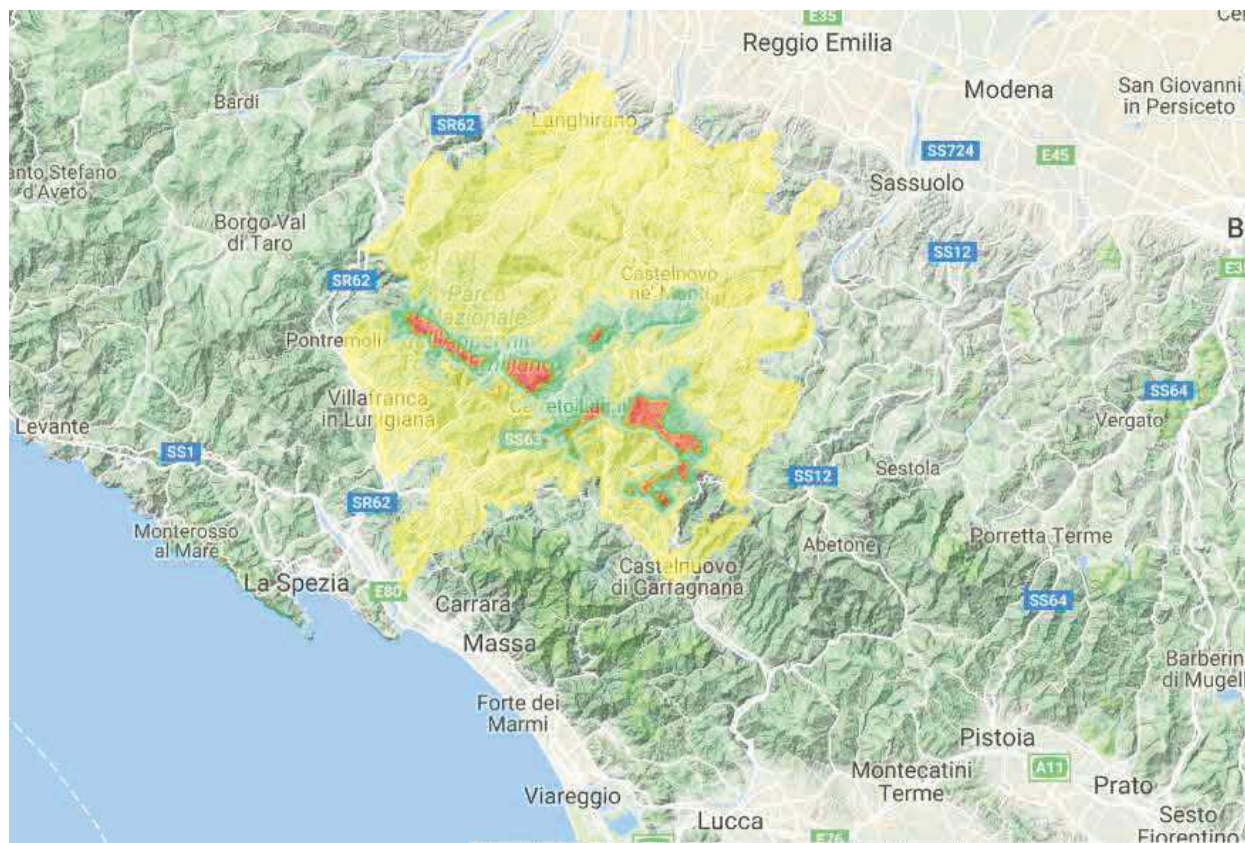 E35
Cer
Reggio Emilia
Modena
San Giovanni
in Persiceto
Bardi
Langhirano
SR62
SS724
E45
anto Stefano
d'Aveto
Sassuolo
Borgo Val
di Taro
B
SS12
E3
SR62
Castelnovo
ne' Monti
Parco
Nazionale
Pontremoli
Villafranca
in Lunigiana
SS63
SS64
Vergato
Levante
SS1
SR62
SS12
Sestola
Monterosso
al Mare
Abetone
Porretta Terme
La Spezia
E80
Castelnuovo
di Garfagnana
SS64
Carrara
Massa
Barberin
di Mugell
Forte dei
Marmi
Pistoia
A11
Montecatini
Terme
Prato
Viareggio
Lucca
Sesto
Fiorentino
E76